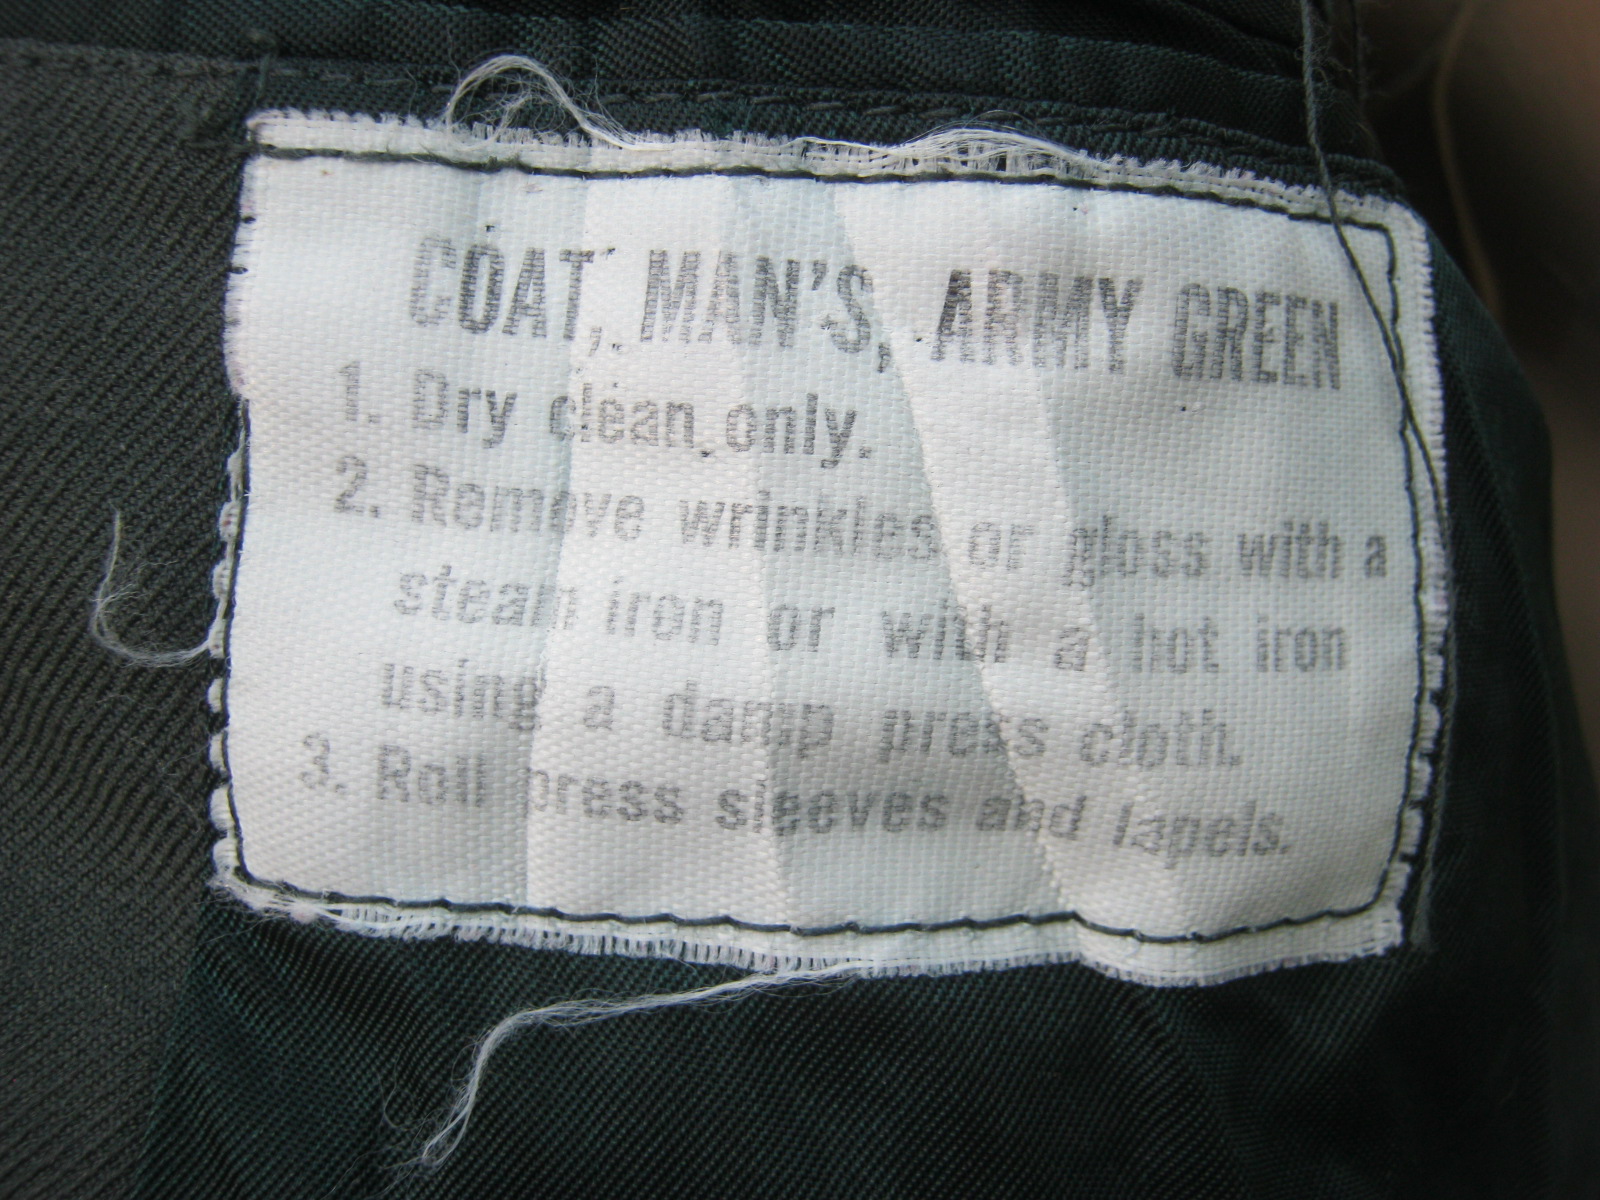 COAT, MAN'S, ARMY GREEN
1. Dry clean only.
2. Remove wrinkles or gloss with a
steam iron or with a hot iron
using a damp press cloth.
3. Roll press sleeves and lapels.